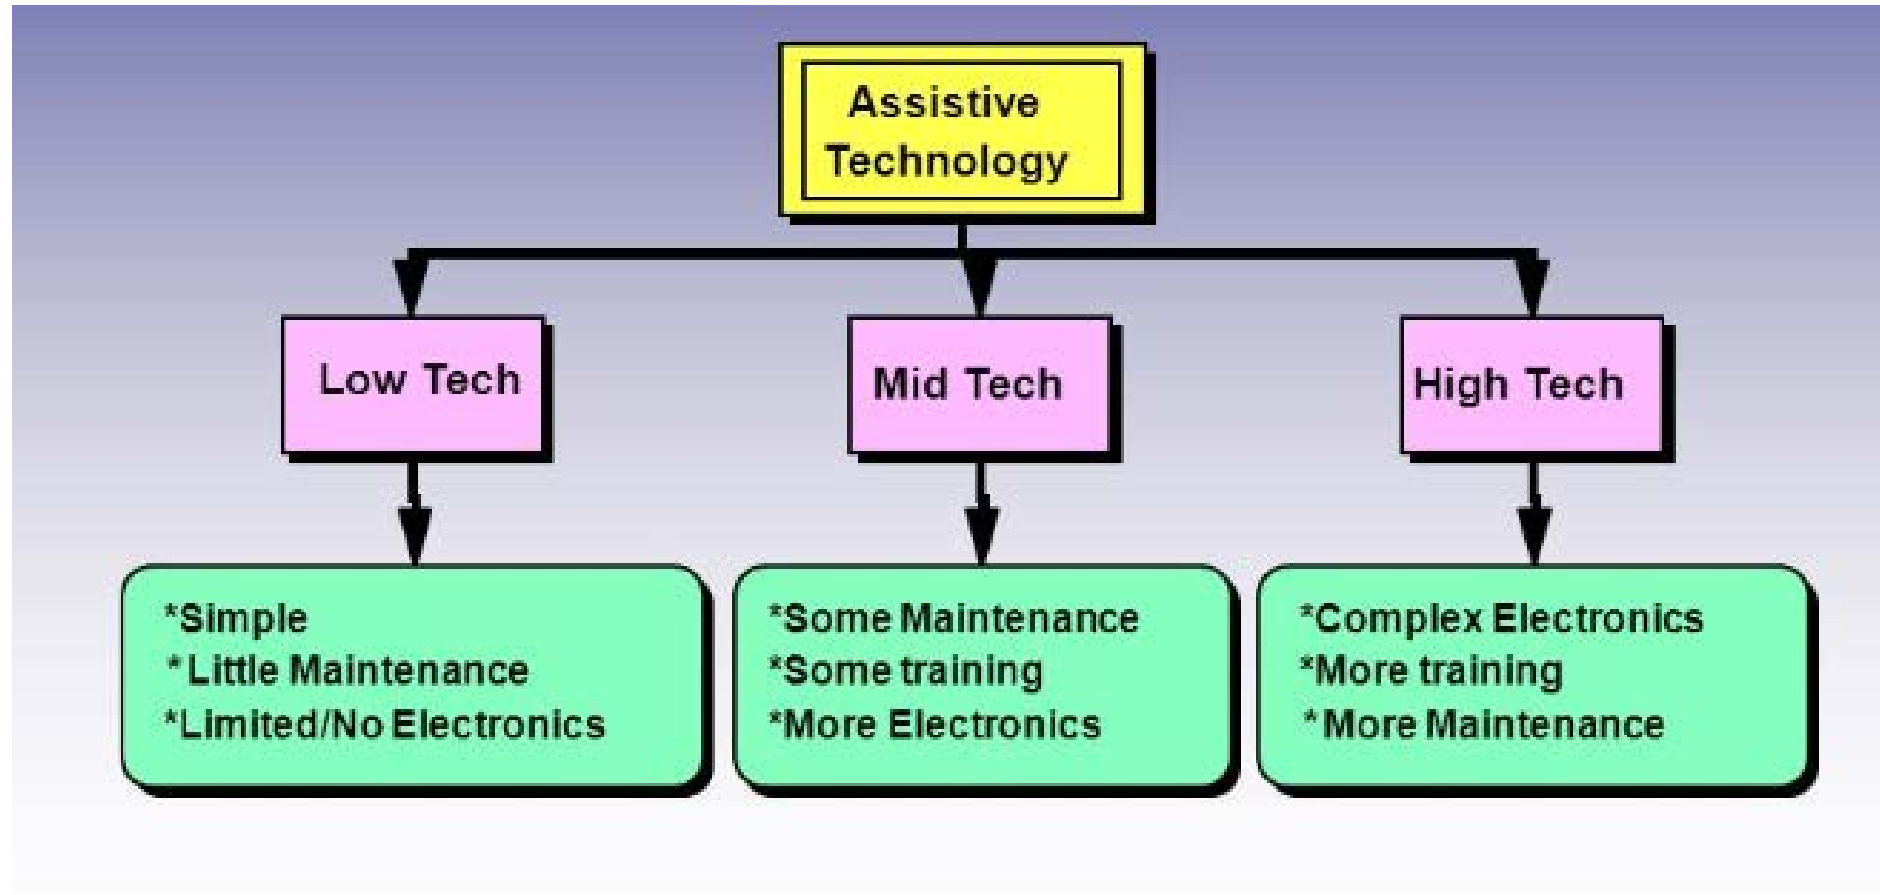 Assistive
Technology
Low Tech
Mid Tech
High Tech
*Simple
* Little Maintenance
*Limited/No Electronics
*Some Maintenance
*Some training
*More Electronics
*Complex Electronics
*More training
* More Maintenance